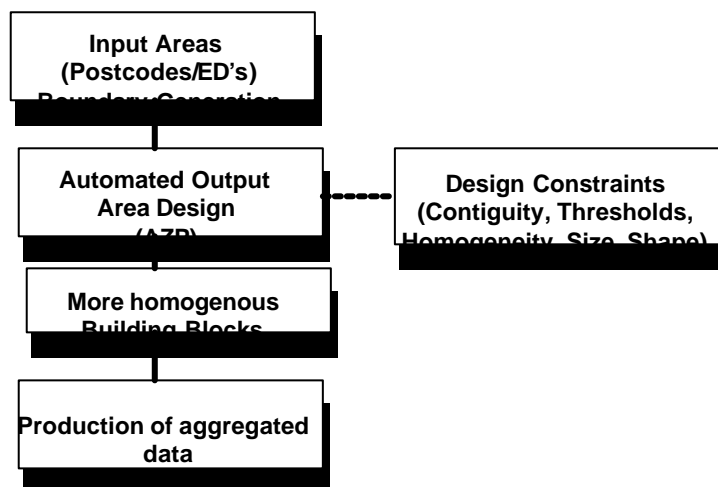 Input Areas
(Postcodes/ED's)
Boundary Generation
Automated Output
Area Design
(AZP)
Design Constraints
(Contiguity, Thresholds,
Homogeneity, Size, Shape)
More homogenous
Building Blocks
Production of aggregated
data